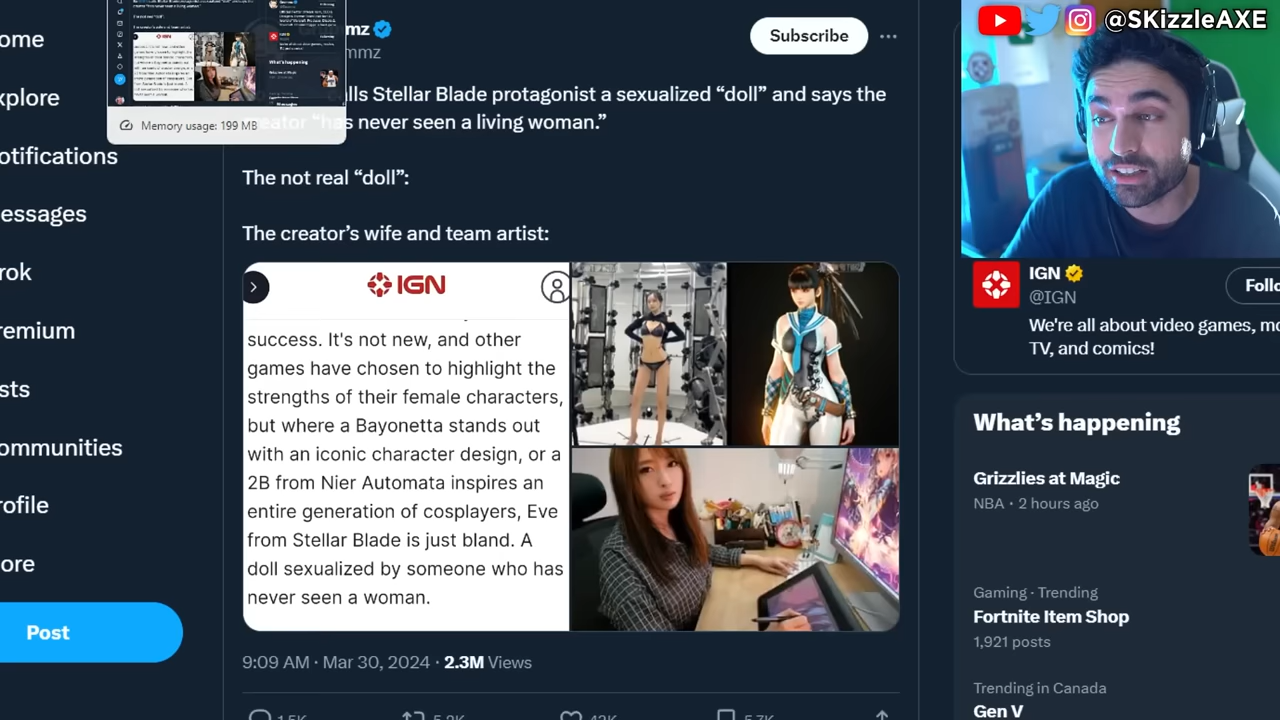 @SKizzleAXE
mz
mmz
Subscribe
ome
xplore
otifications
essages
rok
remium
sts
ommunities
rofile
ore
Post
Memory usage: 199 MB
lls Stellar Blade protagonist a sexualized “doll” and says the
creator “has never seen a living woman.”
The not real “doll”:
The creator’s wife and team artist:
IGN
success. It's not new, and other
games have chosen to highlight the
strengths of their female characters,
but where a Bayonetta stands out
with an iconic character design, or a
2B from Nier Automata inspires an
entire generation of cosplayers, Eve
from Stellar Blade is just bland. A
doll sexualized by someone who has
never seen a woman.
9:09 AM · Mar 30, 2024 · 2.3M Views
IGN
@IGN
Follo
We're all about video games, mo
TV, and comics!
What’s happening
Grizzlies at Magic
NBA · 2 hours ago
Gaming · Trending
Fortnite Item Shop
1,921 posts
Trending in Canada
Gen V